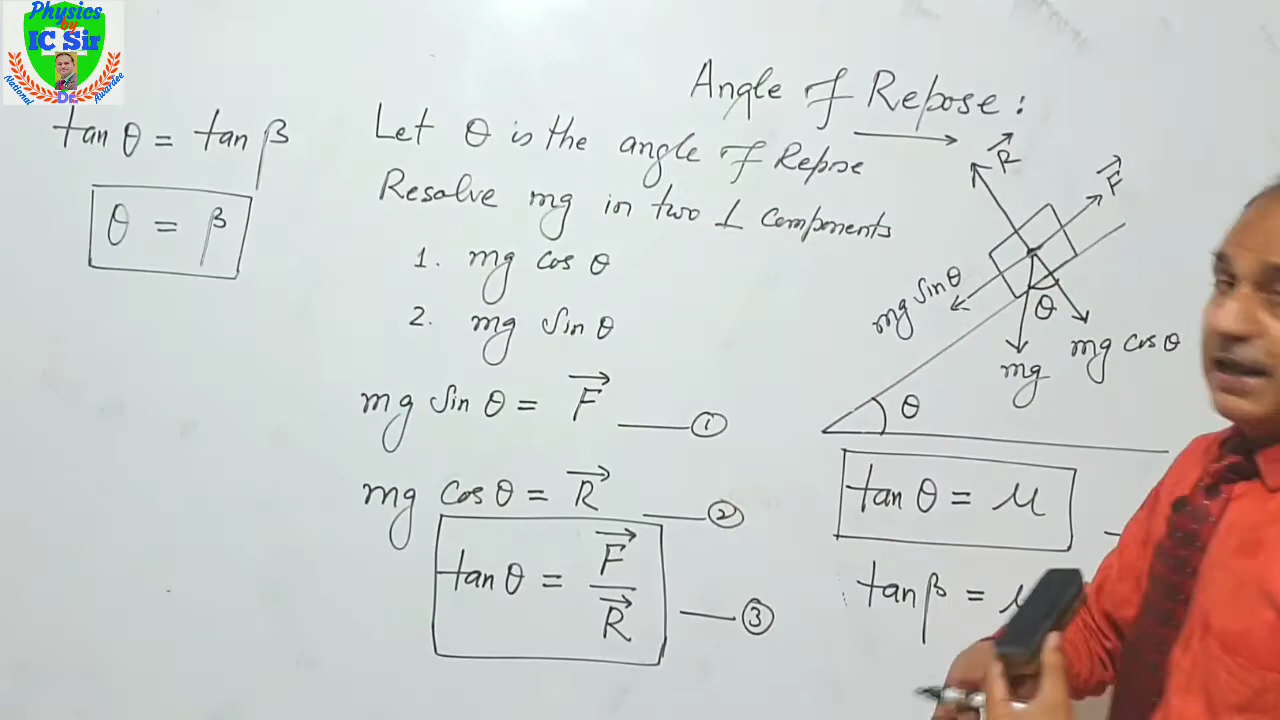 Physics
by
IC Sir
National Awardee
DE
Angle of Repose :
tan θ = tan β
θ = β
Let θ is the angle of Repose
Resolve mg in two ⊥ components
1. mg cos θ
2. mg sin θ
mg sin θ = F⃗ —— ①
mg cos θ = R⃗ —— ②
tan θ = F⃗ / R⃗ —— ③
R⃗
F⃗
mg sin θ
θ
mg
mg cos θ
θ
tan θ = μ
tan β = μ